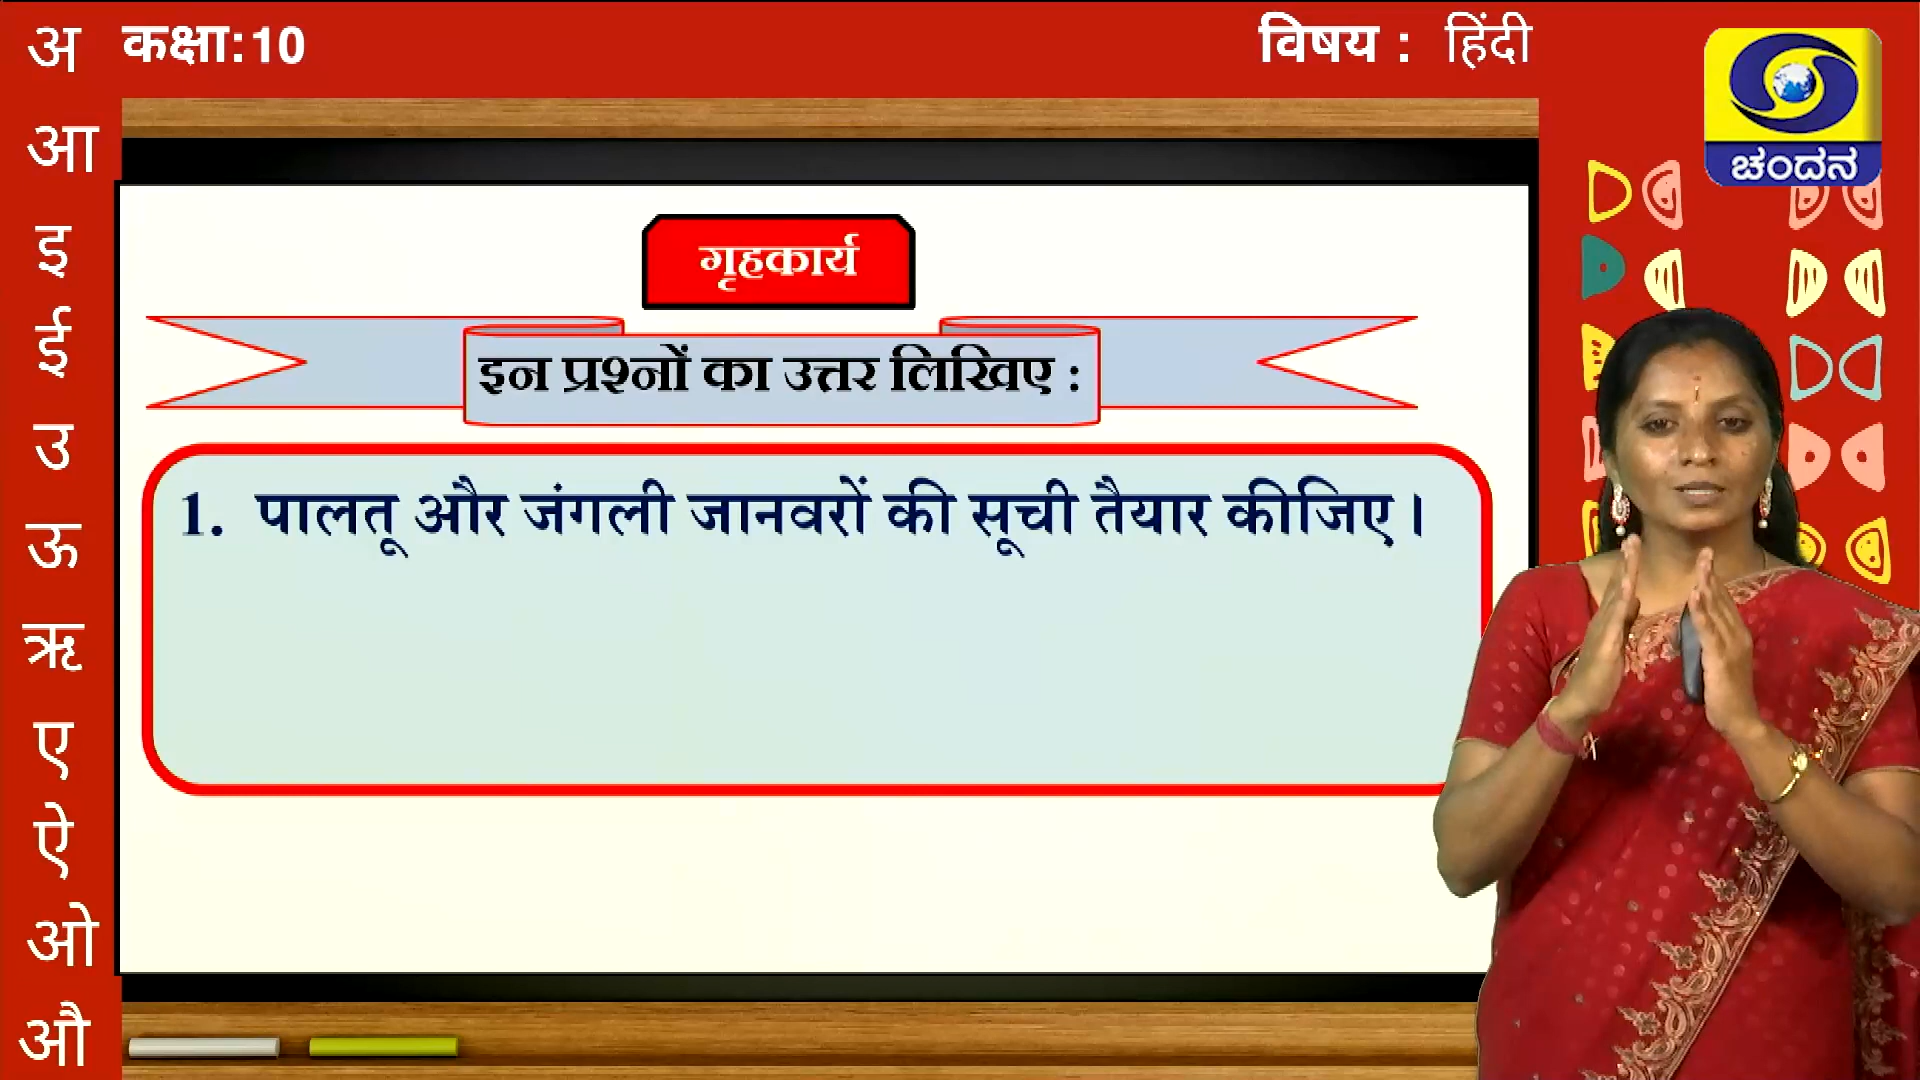 कक्षा:10
विषय : हिंदी
ಚಂದನ
अ
आ
इ
ई
उ
ऊ
ऋ
ए
ऐ
ओ
औ
गृहकार्य
इन प्रश्नों का उत्तर लिखिए :
1. पालतू और जंगली जानवरों की सूची तैयार कीजिए।